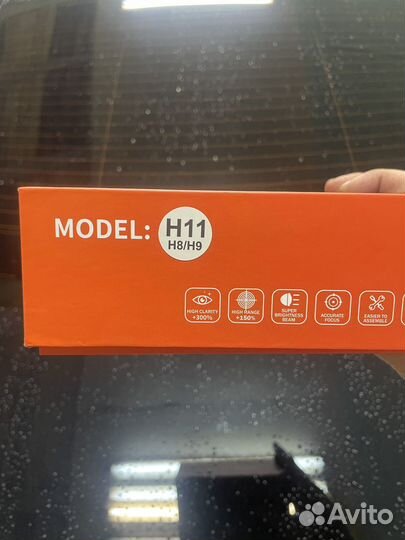 MODEL: H11
H8/H9
HIGH CLARITY
+300%
HIGH RANGE
+150%
SUPER
BRIGHTNESS
BEAM
ACCURATE
FOCUS
EASIER TO
ASSEMBLE
Avito